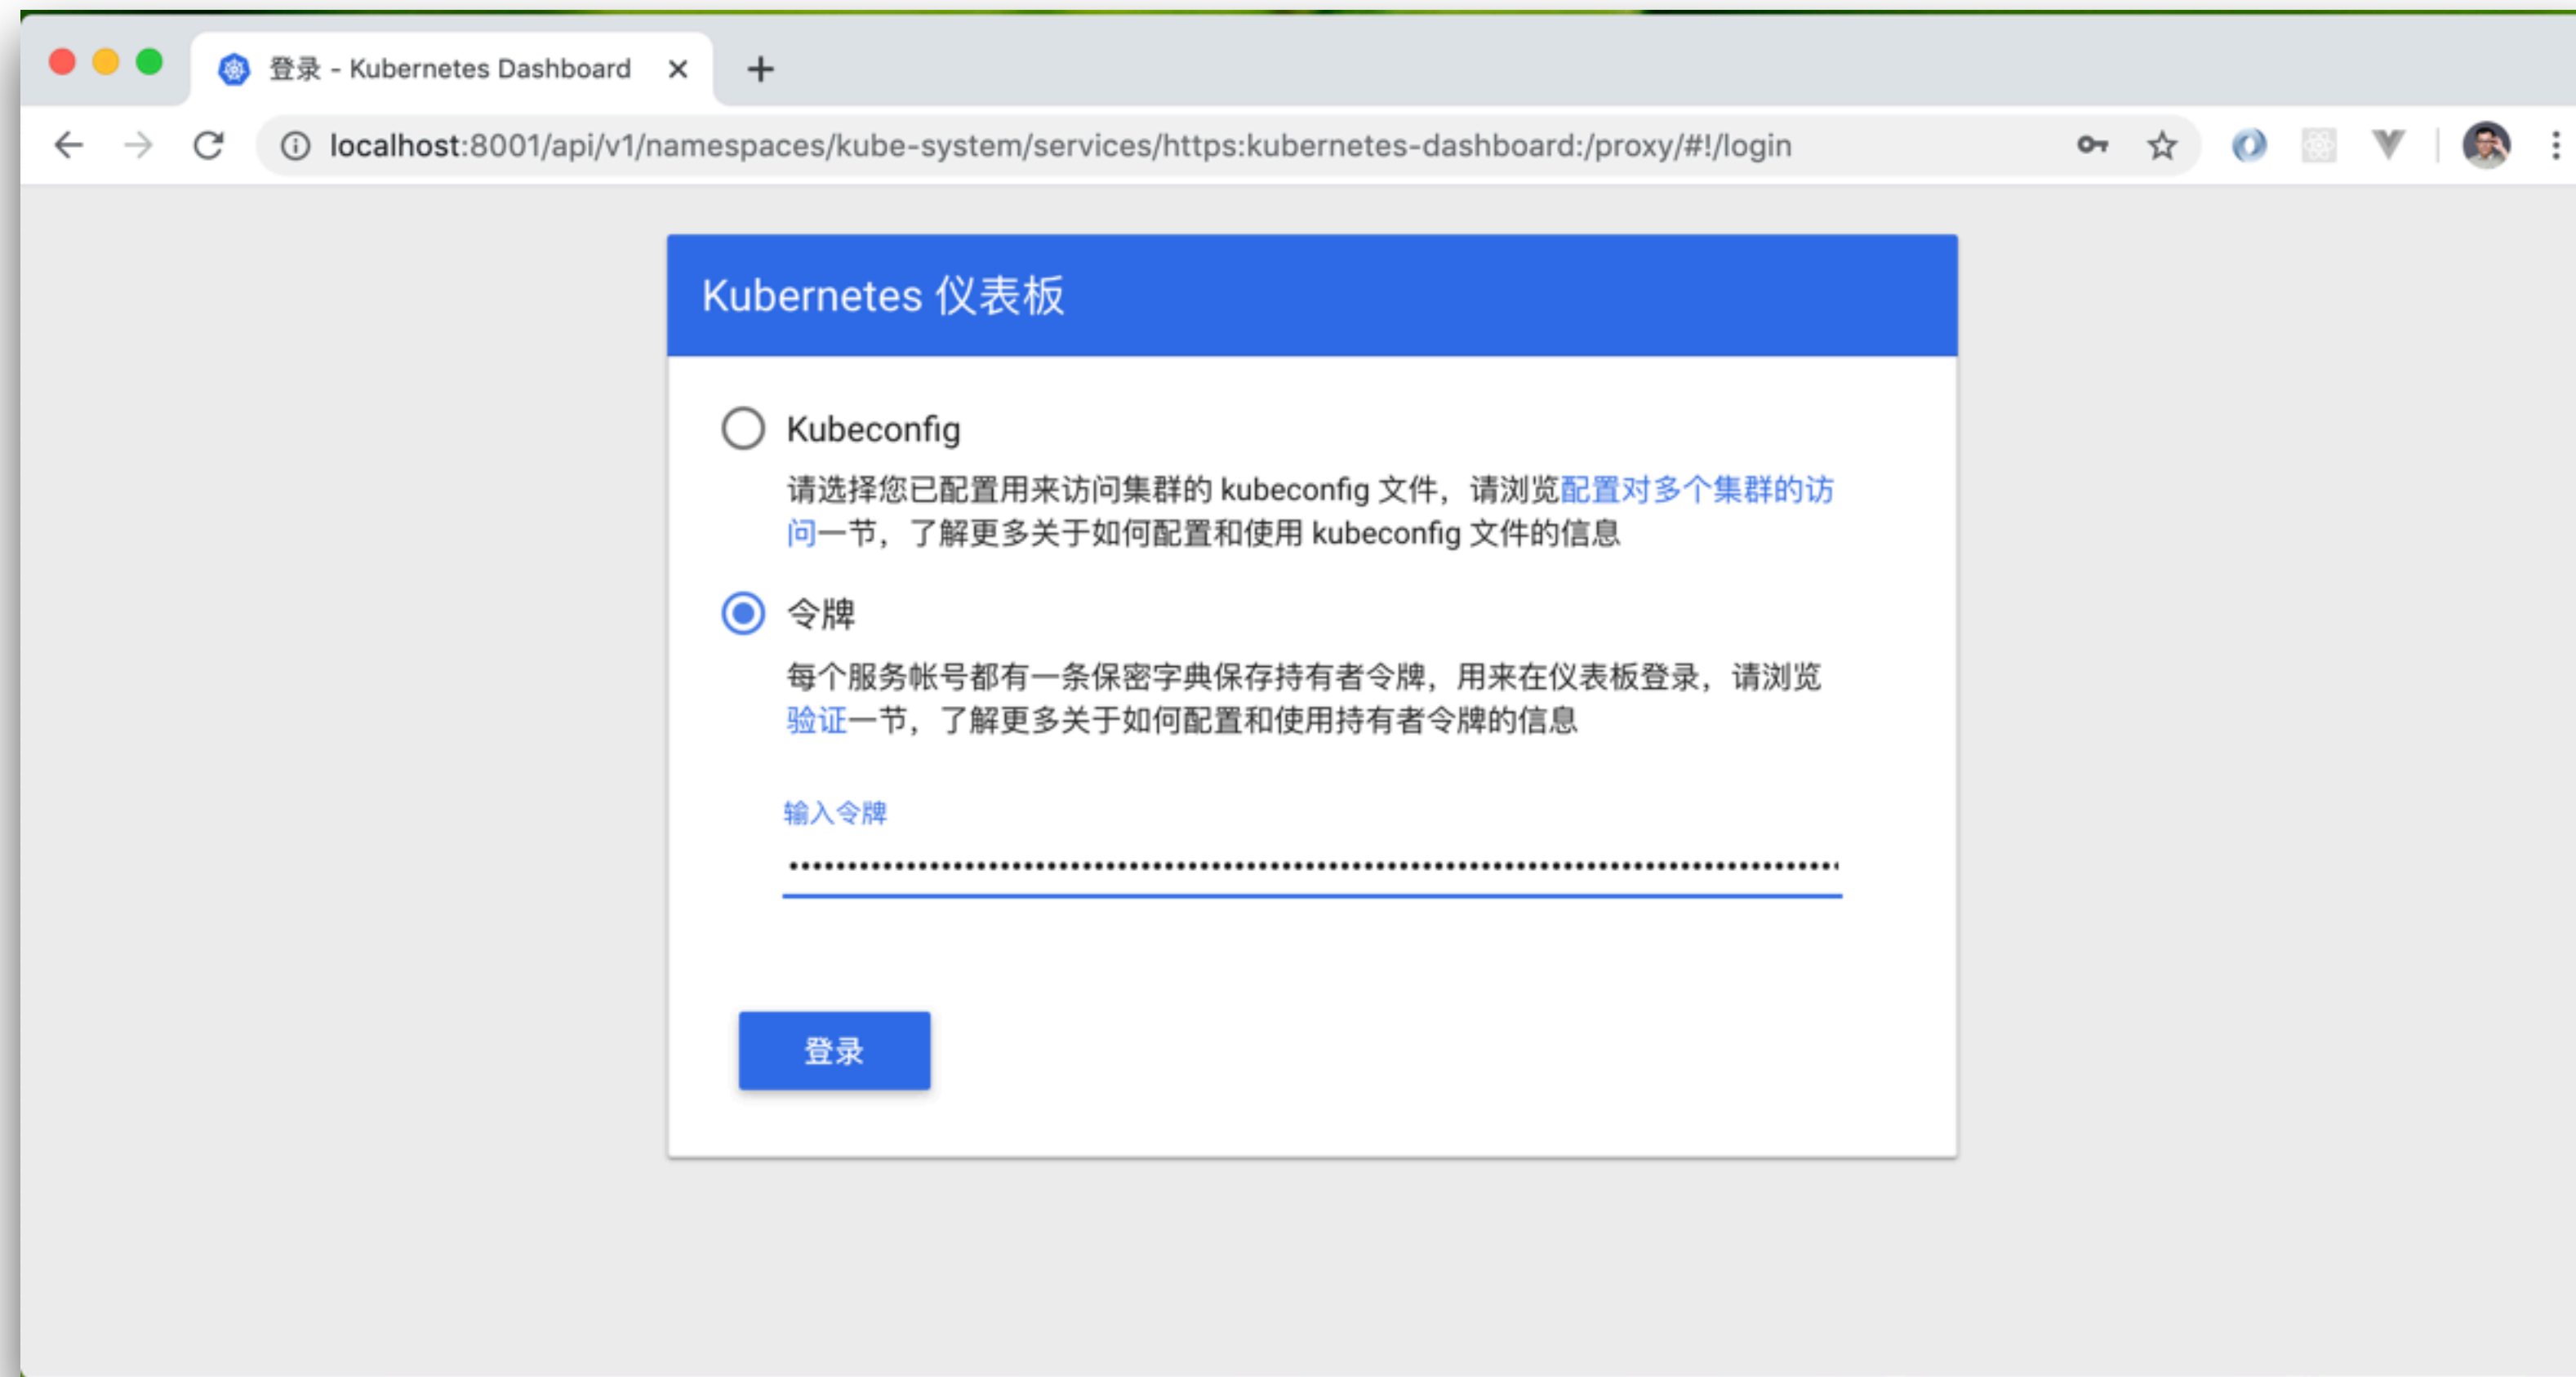 登录 - Kubernetes Dashboard
localhost:8001/api/v1/namespaces/kube-system/services/https:kubernetes-dashboard:/proxy/#!/login
Kubernetes 仪表板
Kubeconfig
请选择您已配置用来访问集群的 kubeconfig 文件，请浏览配置对多个集群的访
问一节，了解更多关于如何配置和使用 kubeconfig 文件的信息
令牌
每个服务帐号都有一条保密字典保存持有者令牌，用来在仪表板登录，请浏览
验证一节，了解更多关于如何配置和使用持有者令牌的信息
输入令牌
登录